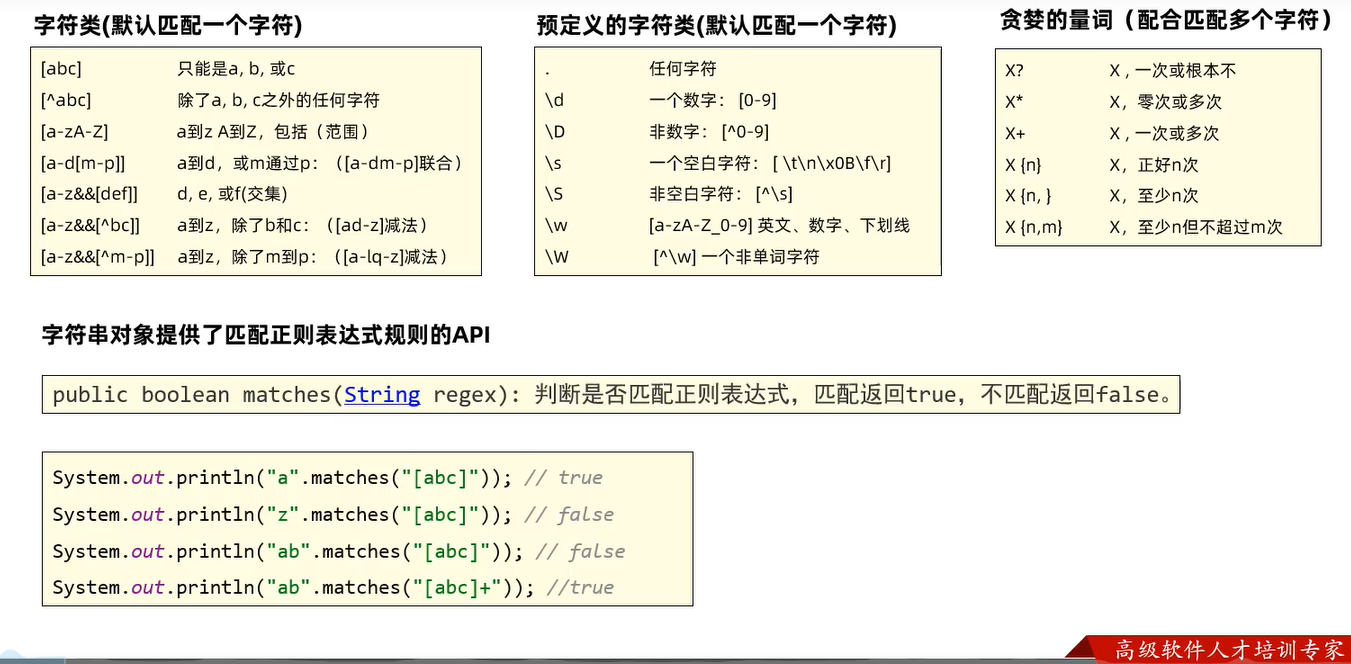 字符类(默认匹配一个字符)
[abc] 只能是a, b, 或c
[^abc] 除了a, b, c之外的任何字符
[a-zA-Z] a到z A到Z，包括（范围）
[a-d[m-p]] a到d，或m通过p：（[a-dm-p]联合）
[a-z&&[def]] d, e, 或f(交集)
[a-z&&[^bc]] a到z，除了b和c：（[ad-z]减法）
[a-z&&[^m-p]] a到z，除了m到p：（[a-lq-z]减法）
预定义的字符类(默认匹配一个字符)
. 任何字符
\d 一个数字： [0-9]
\D 非数字： [^0-9]
\s 一个空白字符： [ \t\n\x0B\f\r]
\S 非空白字符： [^\s]
\w [a-zA-Z_0-9] 英文、数字、下划线
\W [^\w] 一个非单词字符
贪婪的量词（配合匹配多个字符）
X? X , 一次或根本不
X* X，零次或多次
X+ X , 一次或多次
X {n} X，正好n次
X {n, } X，至少n次
X {n,m} X，至少n但不超过m次
字符串对象提供了匹配正则表达式规则的API
public boolean matches(String regex): 判断是否匹配正则表达式，匹配返回true，不匹配返回false。
System.out.println("a".matches("[abc]")); // true
System.out.println("z".matches("[abc]")); // false
System.out.println("ab".matches("[abc]")); // false
System.out.println("ab".matches("[abc]+")); //true
高级软件人才培训专家